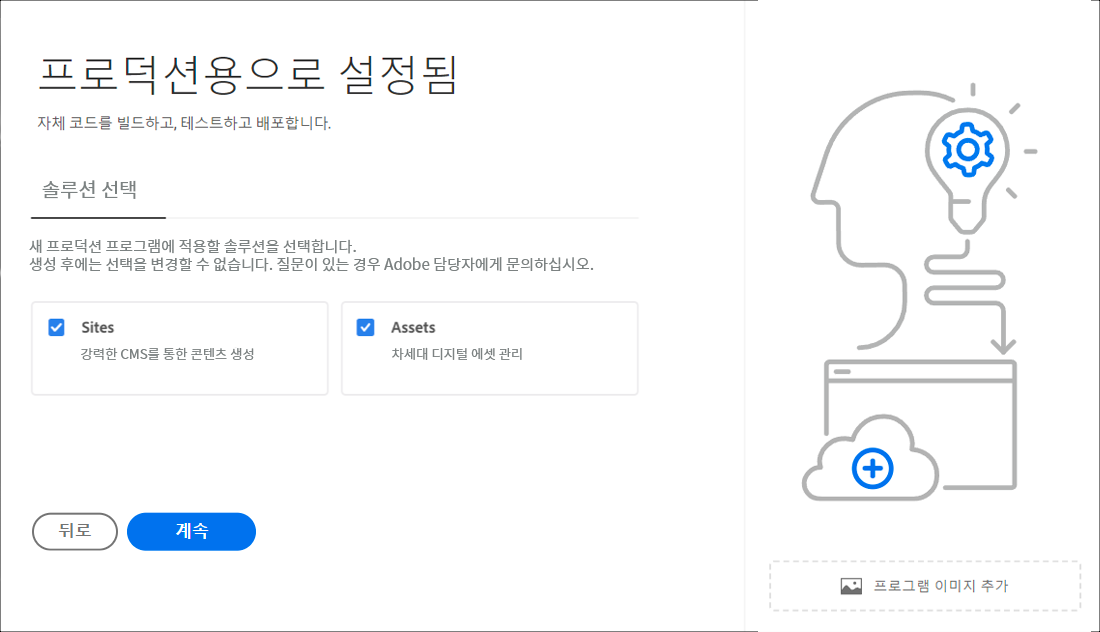 프로덕션용으로 설정됨
자체 코드를 빌드하고, 테스트하고 배포합니다.
솔루션 선택
새 프로덕션 프로그램에 적용할 솔루션을 선택합니다.
생성 후에는 선택을 변경할 수 없습니다. 질문이 있는 경우 Adobe 담당자에게 문의하십시오.
Sites
강력한 CMS를 통한 콘텐츠 생성
Assets
차세대 디지털 에셋 관리
뒤로
계속
프로그램 이미지 추가